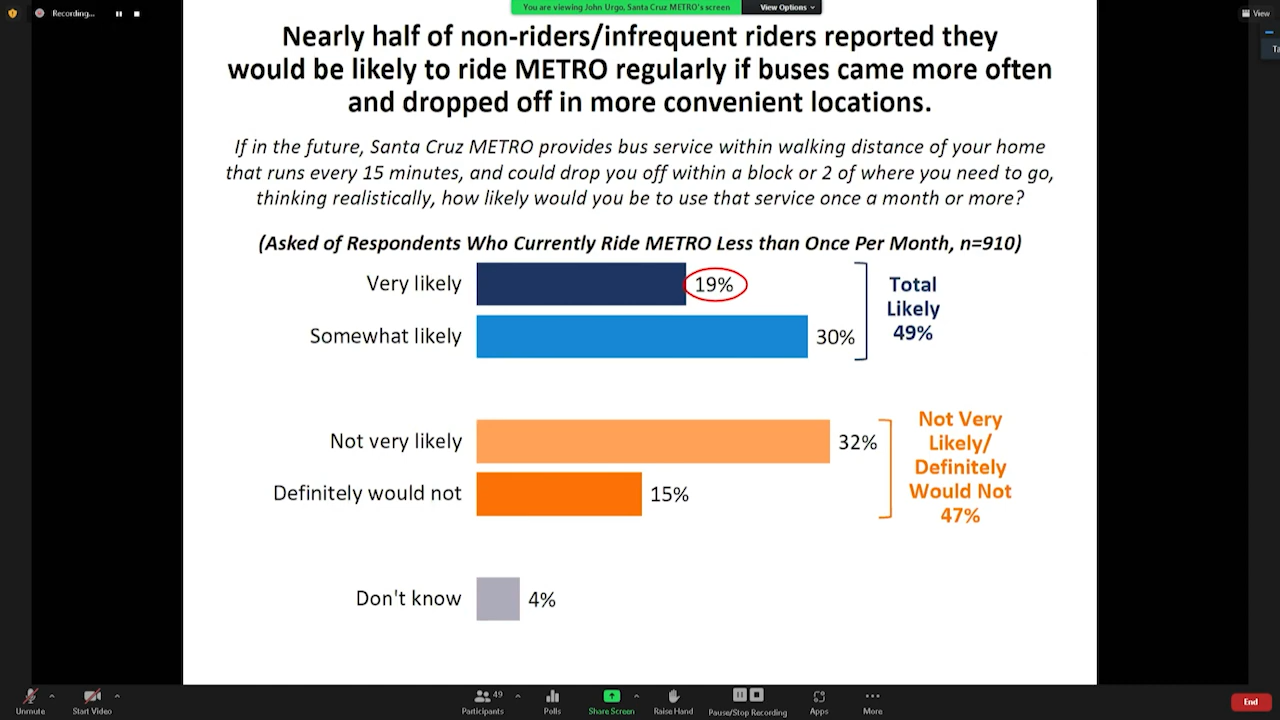 Recording...
You are viewing John Urgo, Santa Cruz METRO's screen
View Options
View
Nearly half of non-riders/infrequent riders reported they
would be likely to ride METRO regularly if buses came more often
and dropped off in more convenient locations.
If in the future, Santa Cruz METRO provides bus service within walking distance of your home
that runs every 15 minutes, and could drop you off within a block or 2 of where you need to go,
thinking realistically, how likely would you be to use that service once a month or more?
(Asked of Respondents Who Currently Ride METRO Less than Once Per Month, n=910)
Very likely
19%
Somewhat likely
30%
Total
Likely
49%
Not very likely
32%
Definitely would not
15%
Not Very
Likely/
Definitely
Would Not
47%
Don't know
4%
Unmute
Start Video
49
Participants
Polls
Share Screen
Raise Hand
Pause/Stop Recording
Apps
More
End